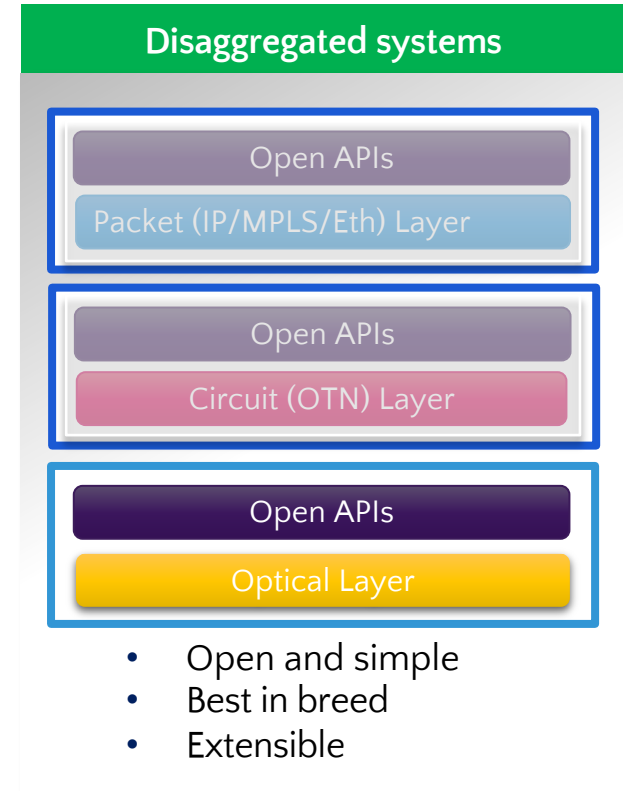 Disaggregated systems
Open APIs
Packet (IP/MPLS/Eth) Layer
Open APIs
Circuit (OTN) Layer
Open APIs
Optical Layer
• Open and simple
• Best in breed
• Extensible